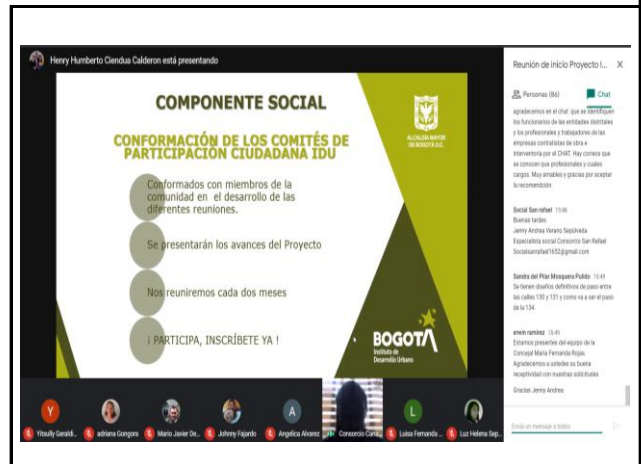 Henry Humberto Ciendua Calderon está presentando
COMPONENTE SOCIAL
CONFORMACIÓN DE LOS COMITÉS DE
PARTICIPACIÓN CIUDADANA IDU
Conformados con miembros de la
comunidad en el desarrollo de las
diferentes reuniones.
Se presentarán los avances del Proyecto
Nos reuniremos cada dos meses
¡ PARTICIPA, INSCRÍBETE YA !
ALCALDÍA MAYOR
DE BOGOTÁ D.C.
BOGOTÁ
Instituto de
Desarrollo Urbano
Y
A
L
Yitsully Geraldi...
adriana Gongora
Mario Javier De...
Johnny Fajardo
Angelica Alvarez
Consorcio Carra...
Luisa Fernanda ...
Luz Helena Sep...
Reunión de inicio Proyecto I...
X
Personas (86)
Chat
agradecemos en el chat que se identifiquen
los funcionarios de las entidades distritales
y los profesionales y trabajadores de las
empresas contratistas de obra e
interventoria por el CHAT. Hay correos que
se conocen que profesionales y cuales
cargos. Muy amables y gracias por aceptar
la recomendción.
Social San rafael 15:48
Buenas tardes
Jenny Andrea Verano Sepúlveda
Especialista social Consorcio San Rafael
Socialsanrafael1652@gmail.com
Sandra del Pilar Mosquera Pulido 15:49
Se tienen diseños definitivos de paso entre
las calles 130 y 131 y como va a ser el paso
de la 134.
erwin ramirez 15:49
Estamos presentes del equipo de la
Concejal Maria Fernanda Rojas.
Agradecemos a ustedes su buena
receptividad con nuestras solicitudes
Gracias Jenny Andrea
Envía un mensaje a todos